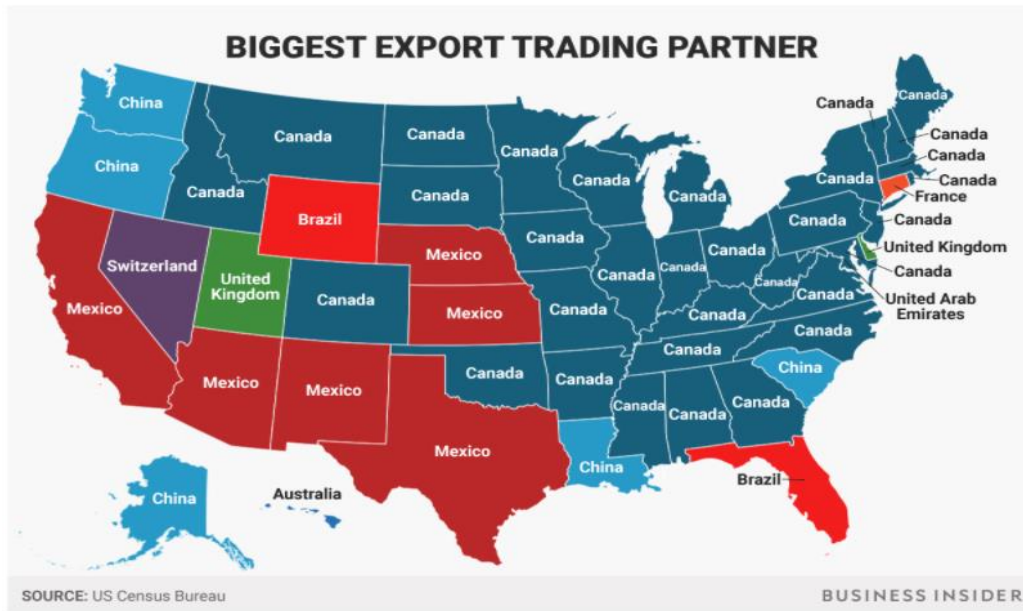 BIGGEST EXPORT TRADING PARTNER
China
Canada
Canada
Canada
Canada
Canada
China
Canada
Canada
Canada
Canada
Canada
Canada
Canada
Canada
France
Brazil
Canada
Canada
Canada
Mexico
Canada
United Kingdom
Switzerland
United
Kingdom
Canada
Canada
Canada
Canada
Canada
Canada
Canada
United Arab
Emirates
Mexico
Mexico
Canada
Canada
Canada
Canada
Mexico
Mexico
Canada
Canada
China
Canada
Canada
Canada
Mexico
China
Brazil
China
Australia
SOURCE: US Census Bureau
BUSINESS INSIDER